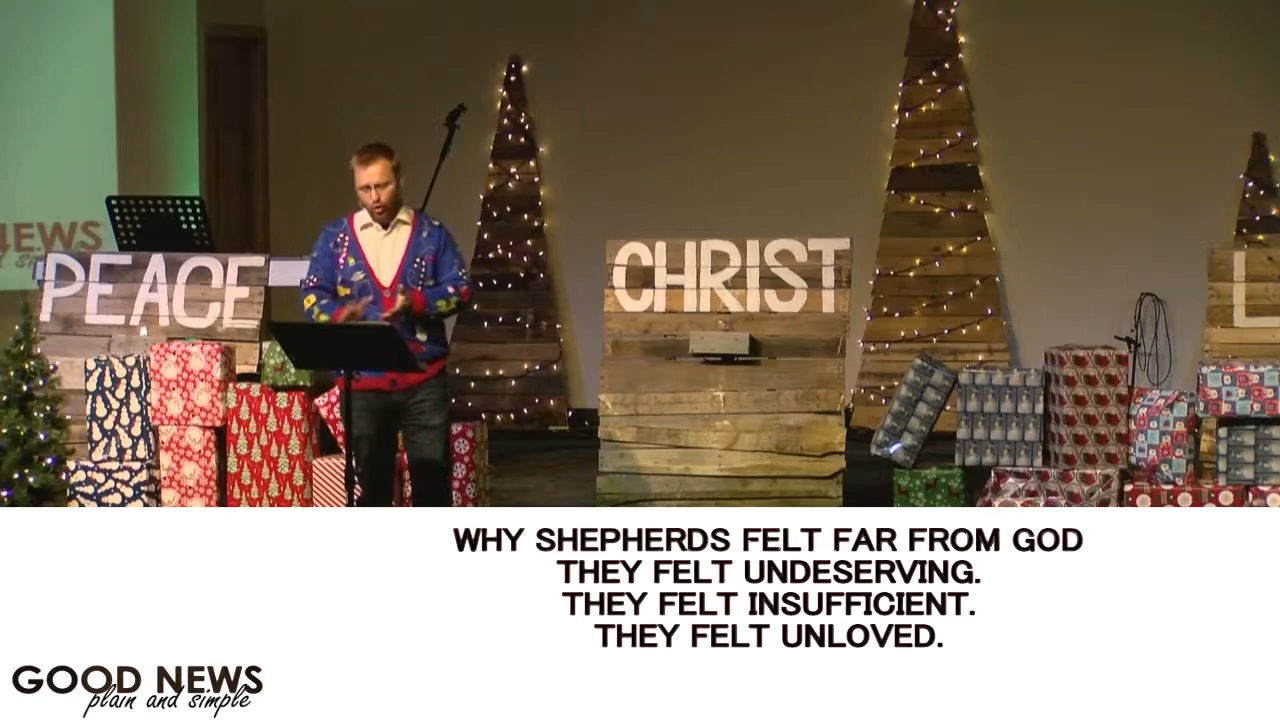 NEWS
PEACE
CHRIST
L
WHY SHEPHERDS FELT FAR FROM GOD
THEY FELT UNDESERVING.
THEY FELT INSUFFICIENT.
THEY FELT UNLOVED.
GOOD NEWS
plain and simple